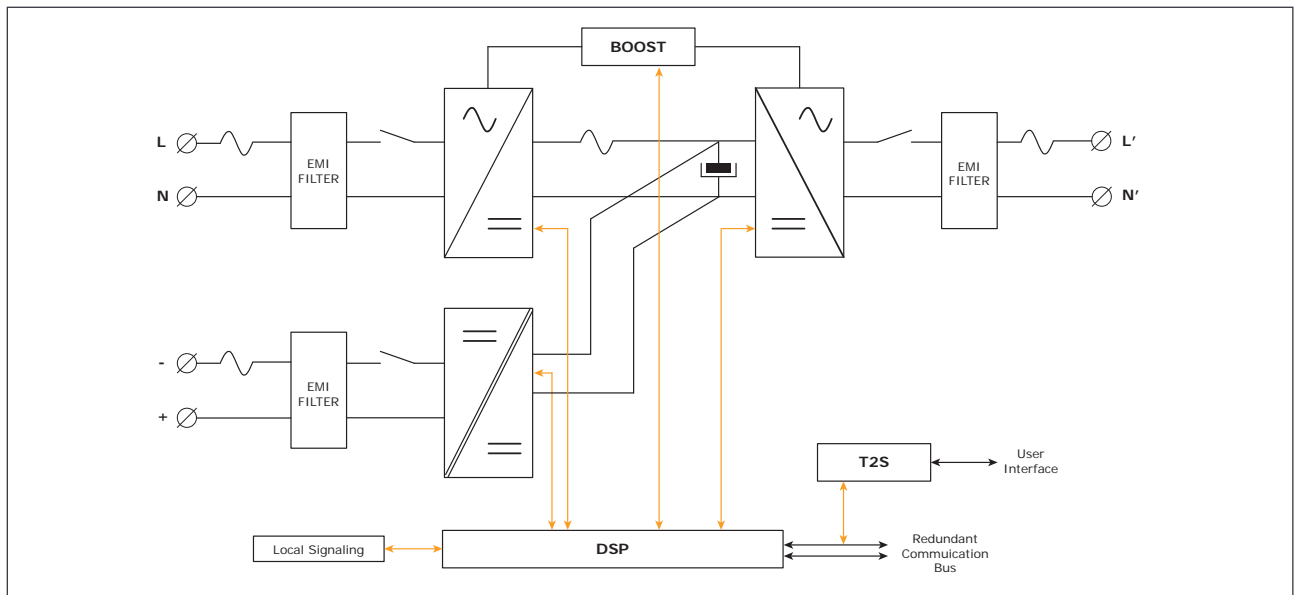 BOOST
L
N
EMI
FILTER
EMI
FILTER
L'
N'
-
+
EMI
FILTER
T2S
User
Interface
Local Signaling
DSP
Redundant
Commuication
Bus